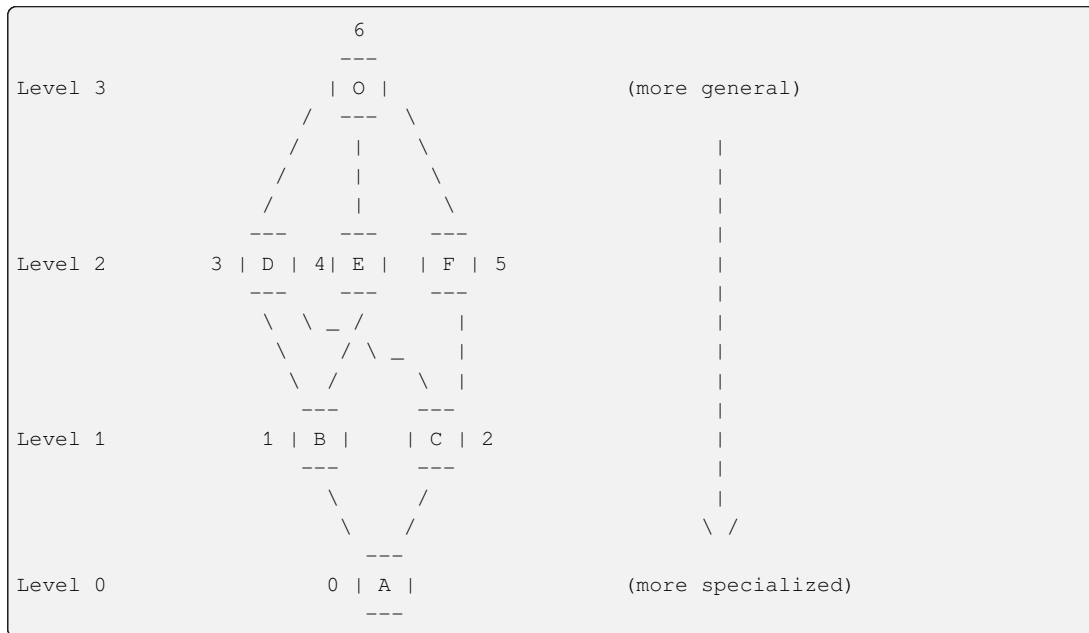 6
                         ---
Level 3                 | O |                     (more general)
                      /  ---  \
                     /    |    \                          |
                    /     |     \                         |
                   /      |      \                        |
                  ---    ---    ---                       |
Level 2        3 | D | 4| E |  | F | 5                    |
                  ---    ---    ---                       |
                   \  \ _ /       |                       |
                    \    / \ _    |                       |
                     \  /      \  |                       |
                      ---      ---                        |
Level 1            1 | B |    | C | 2                     |
                      ---      ---                        |
                        \      /                          |
                         \    /                          \ /
                           ---
Level 0                 0 | A |                   (more specialized)
                           ---